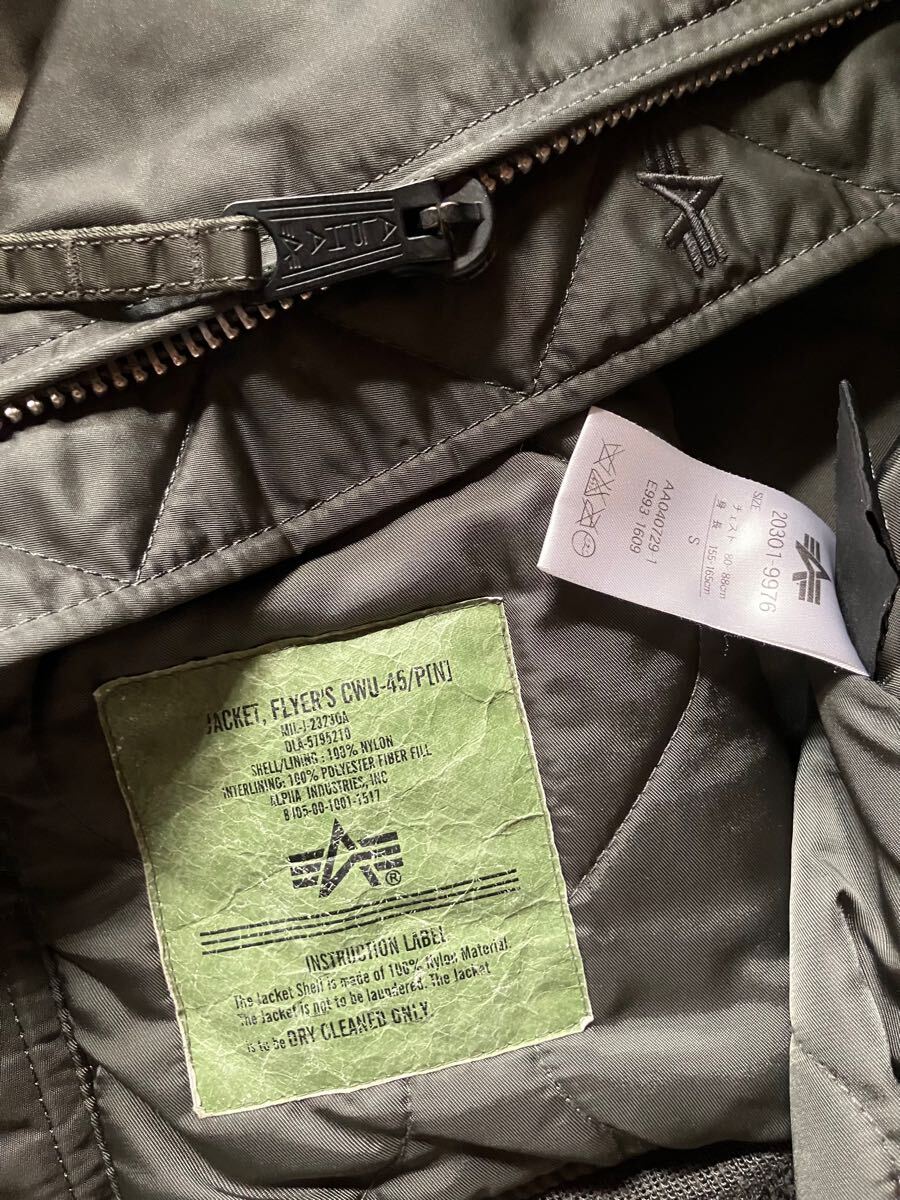 ALPHA
20301-9976
SIZE S
チェスト 80-88cm
身長 155-165cm
AA040729-1
E993 1609
JACKET, FLYER'S CWU-45/P[N]
MIL-J-23230A
DLA-5795210
SHELL/LINING : 100% NYLON
INTERLINING: 100% POLYESTER FIBER FILL
ALPHA INDUSTRIES, INC
8105-00-1001-1517
®
INSTRUCTION LABEL
The Jacket Shell is made of 100% Nylon Material.
The Jacket is not to be laundered. The Jacket
is to be DRY CLEANED ONLY.